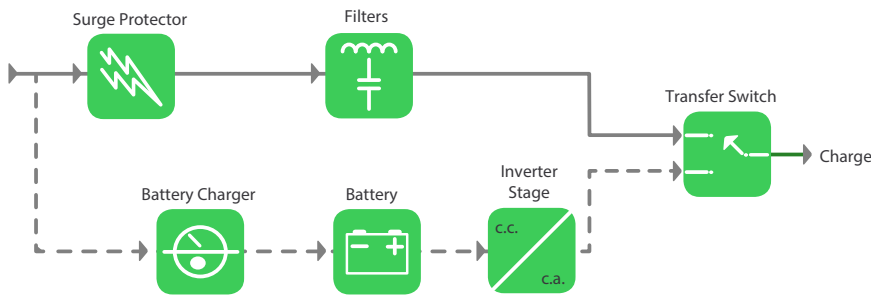 Surge Protector
Filters
Transfer Switch
Charge
Battery Charger
Battery
Inverter
Stage
c.c.
c.a.